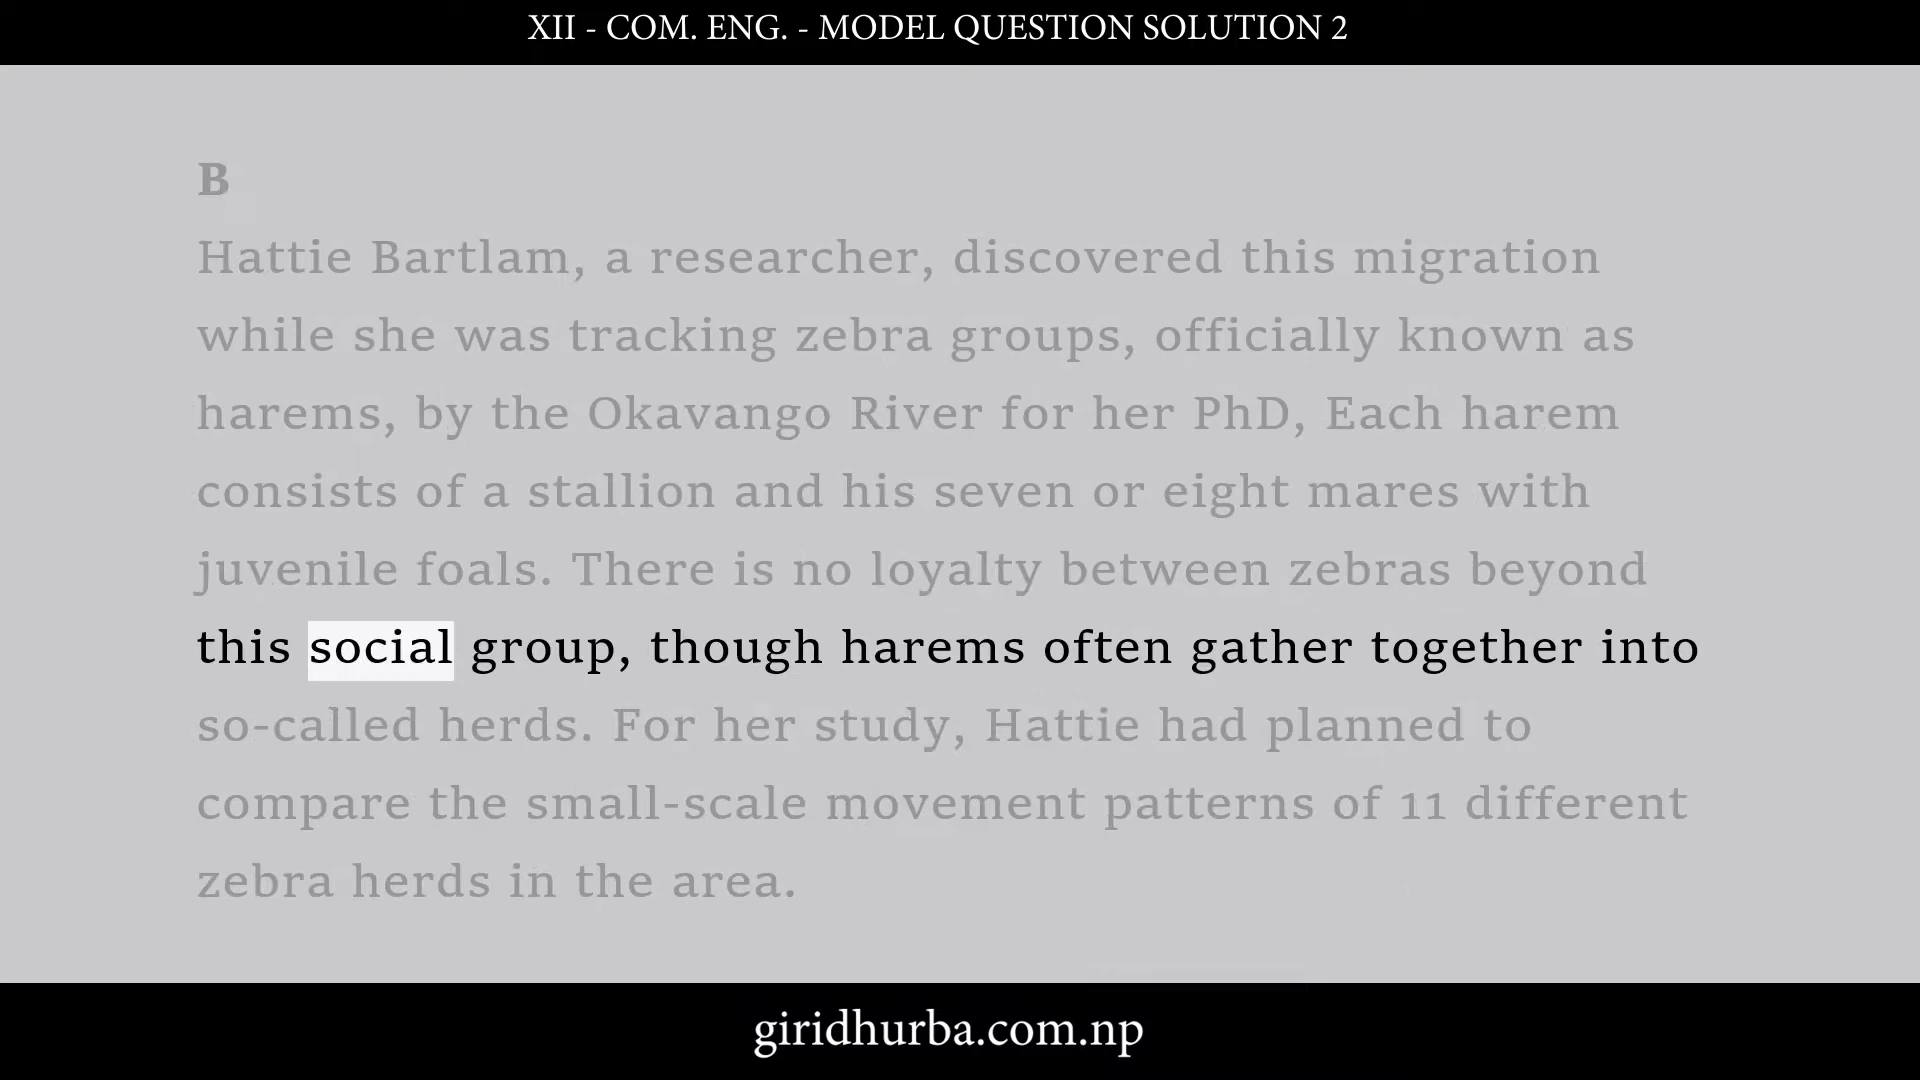 XII - COM. ENG. - MODEL QUESTION SOLUTION 2
B
Hattie Bartlam, a researcher, discovered this migration
while she was tracking zebra groups, officially known as
harems, by the Okavango River for her PhD, Each harem
consists of a stallion and his seven or eight mares with
juvenile foals. There is no loyalty between zebras beyond
this social group, though harems often gather together into
so-called herds. For her study, Hattie had planned to
compare the small-scale movement patterns of 11 different
zebra herds in the area.
giridhurba.com.np